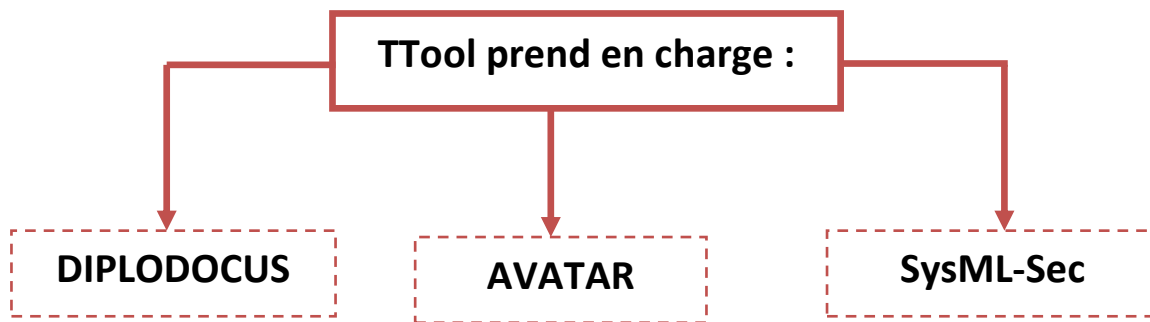 TTool prend en charge :
DIPLODOCUS
AVATAR
SysML-Sec